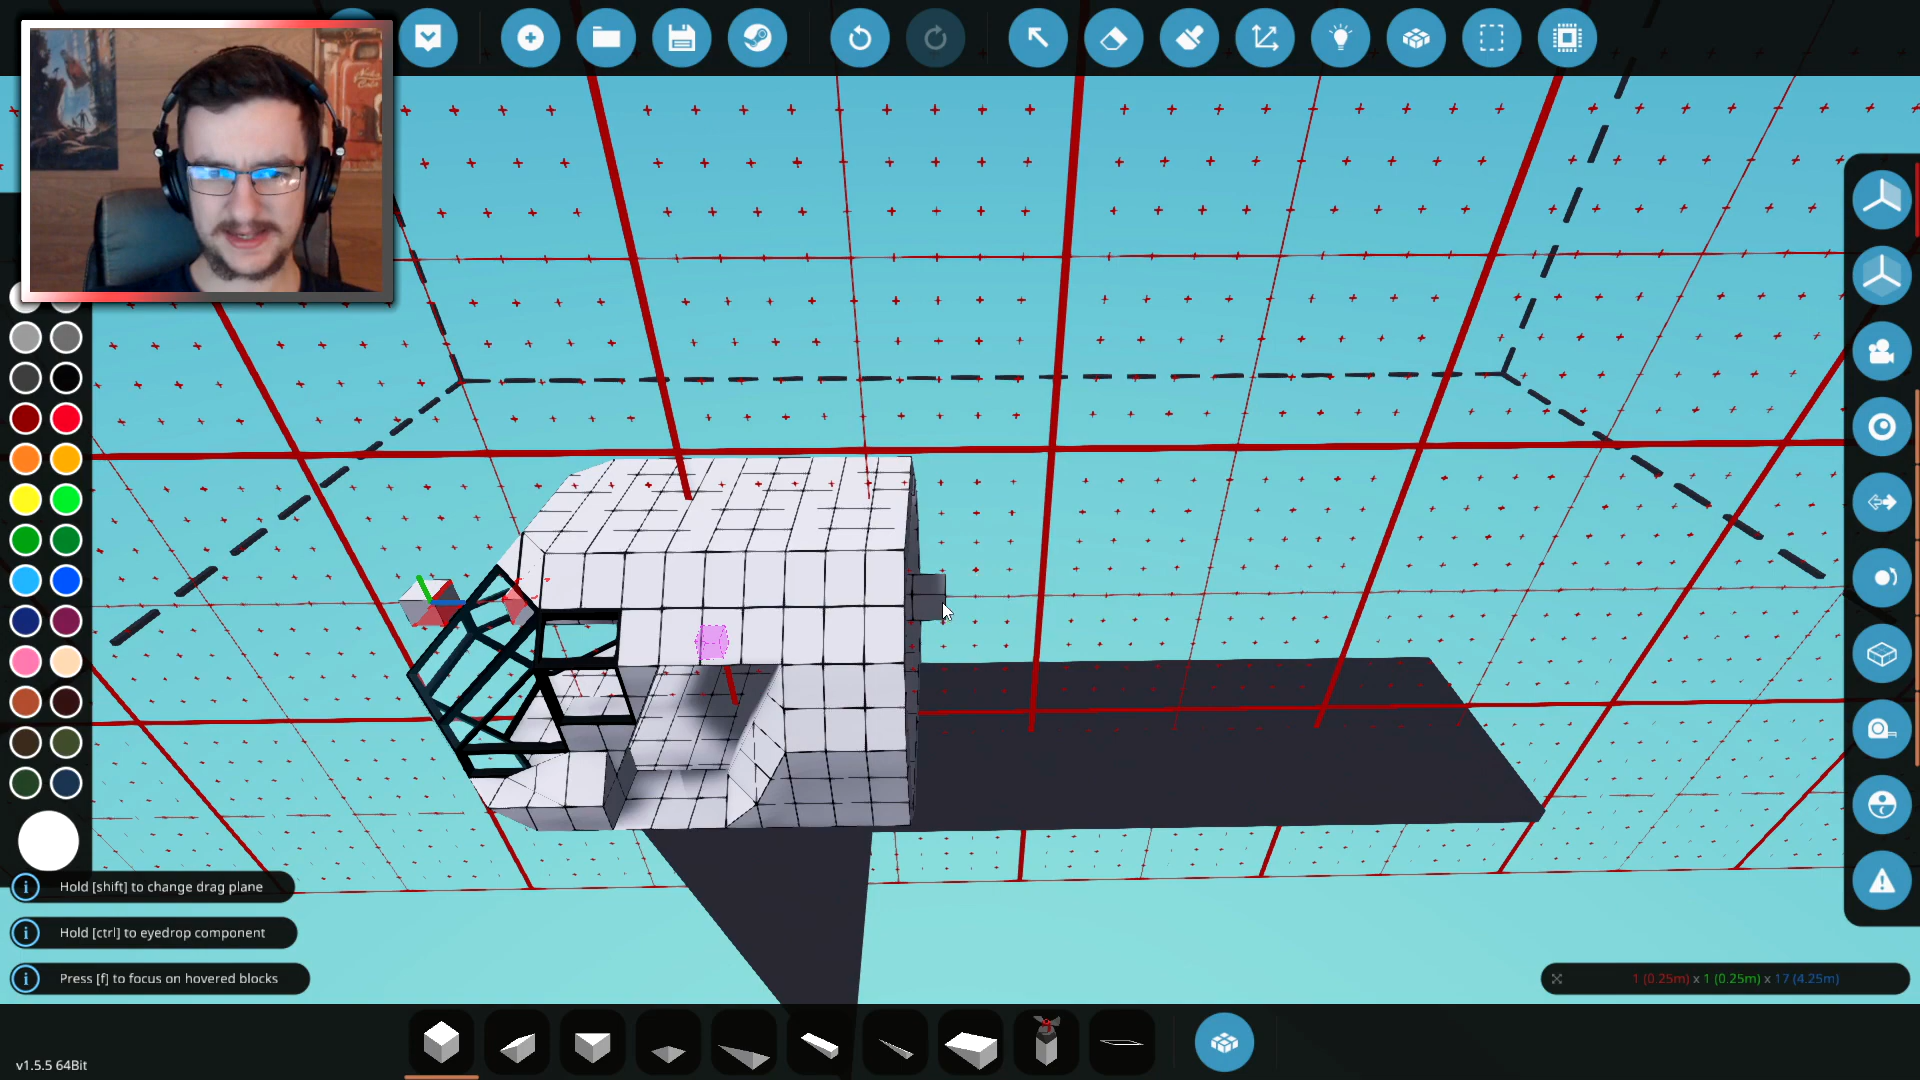 Hold [shift] to change drag plane
Hold [ctrl] to eyedrop component
Press [f] to focus on hovered blocks
1 (0.25m) x 1 (0.25m) x 17 (4.25m)
v1.5.5 64Bit